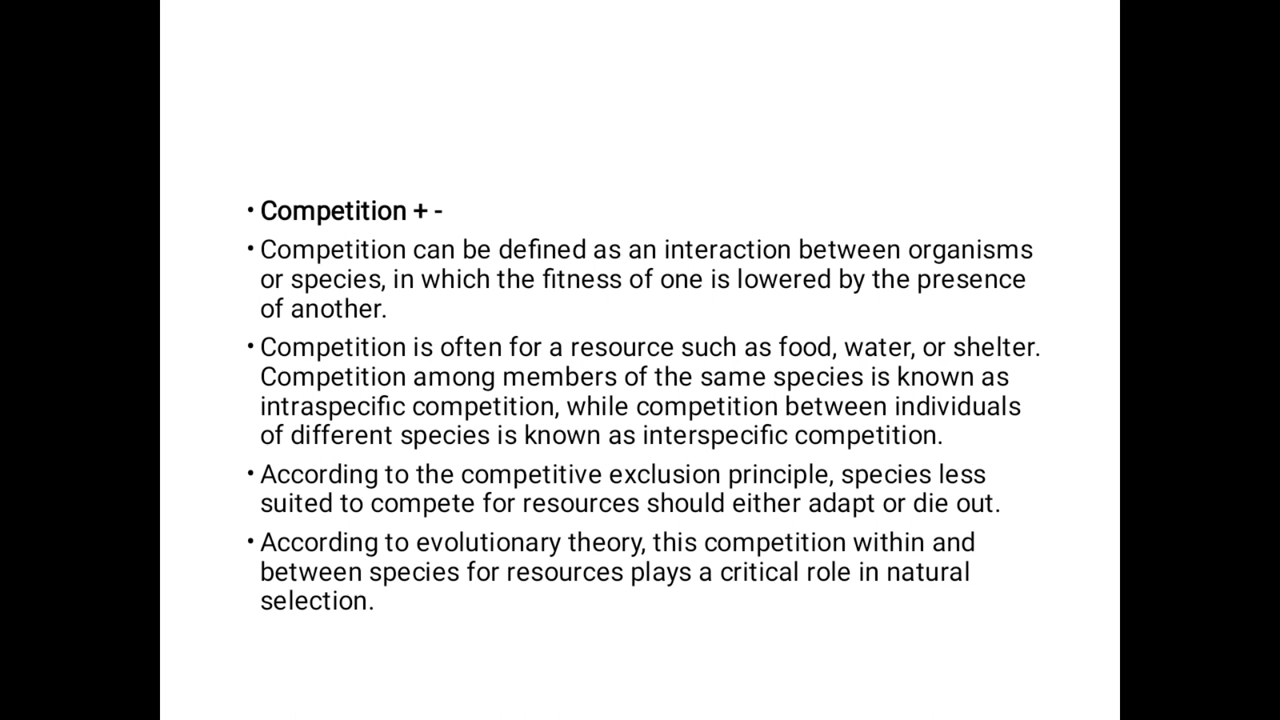 • Competition + -
• Competition can be defined as an interaction between organisms
or species, in which the fitness of one is lowered by the presence
of another.
• Competition is often for a resource such as food, water, or shelter.
Competition among members of the same species is known as
intraspecific competition, while competition between individuals
of different species is known as interspecific competition.
• According to the competitive exclusion principle, species less
suited to compete for resources should either adapt or die out.
• According to evolutionary theory, this competition within and
between species for resources plays a critical role in natural
selection.